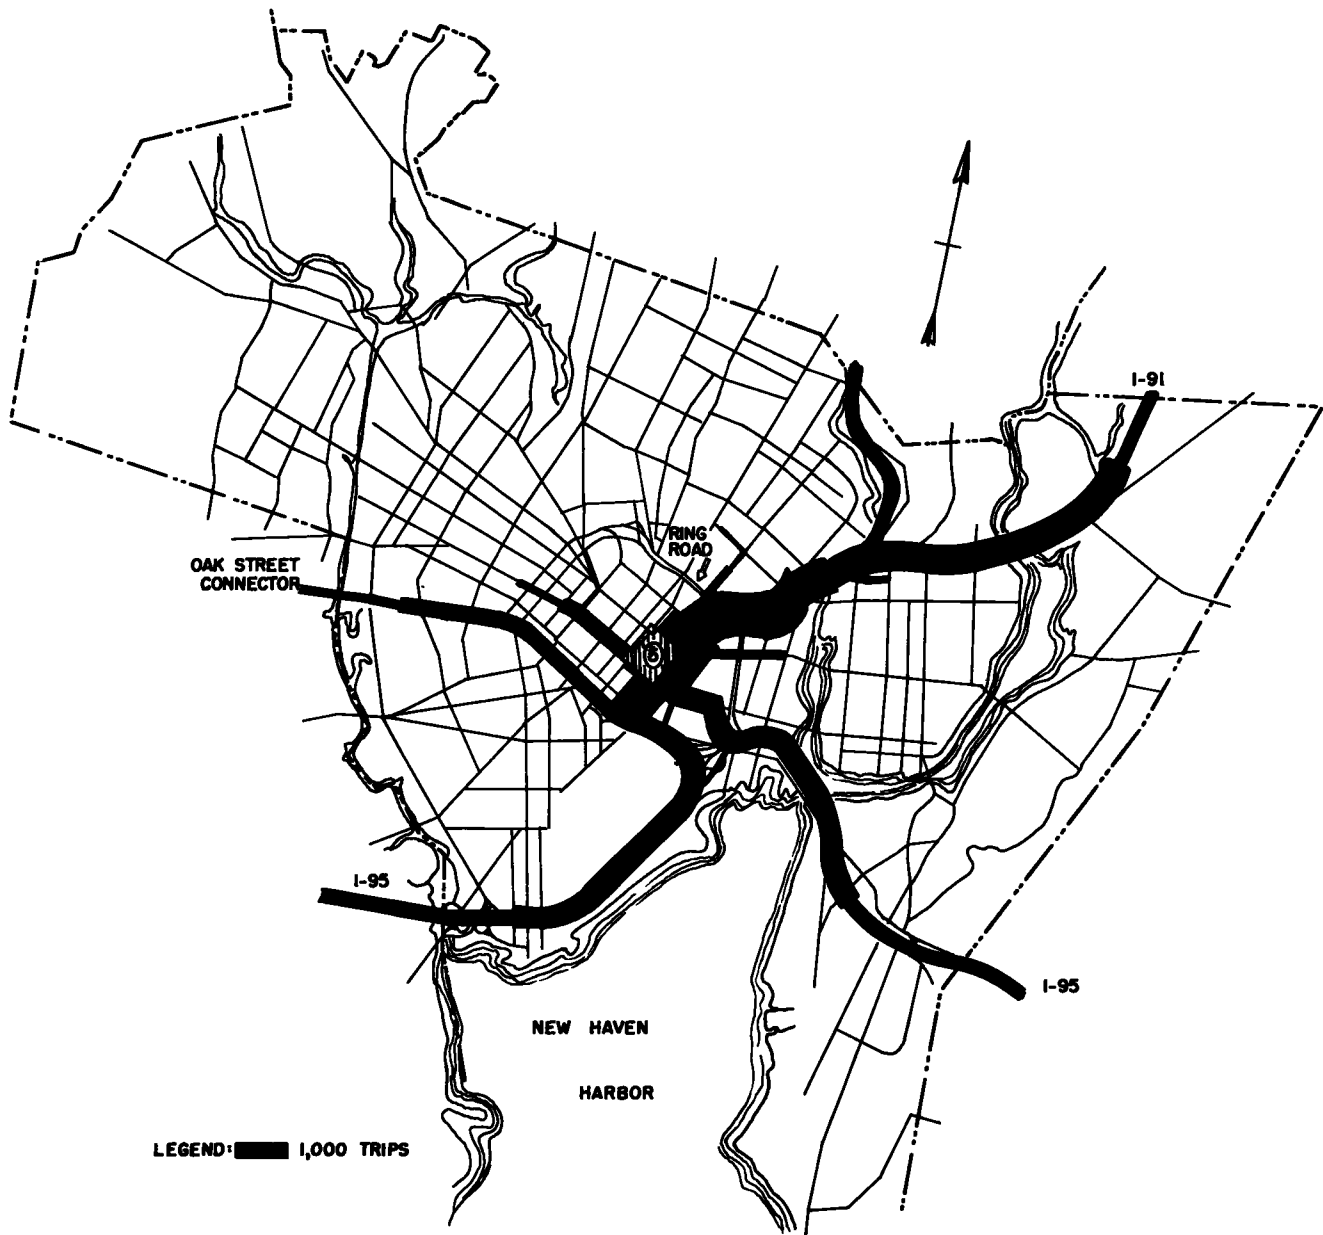 I-91
RING
ROAD
OAK STREET
CONNECTOR
I-95
I-95
NEW HAVEN
HARBOR
LEGEND: 1,000 TRIPS